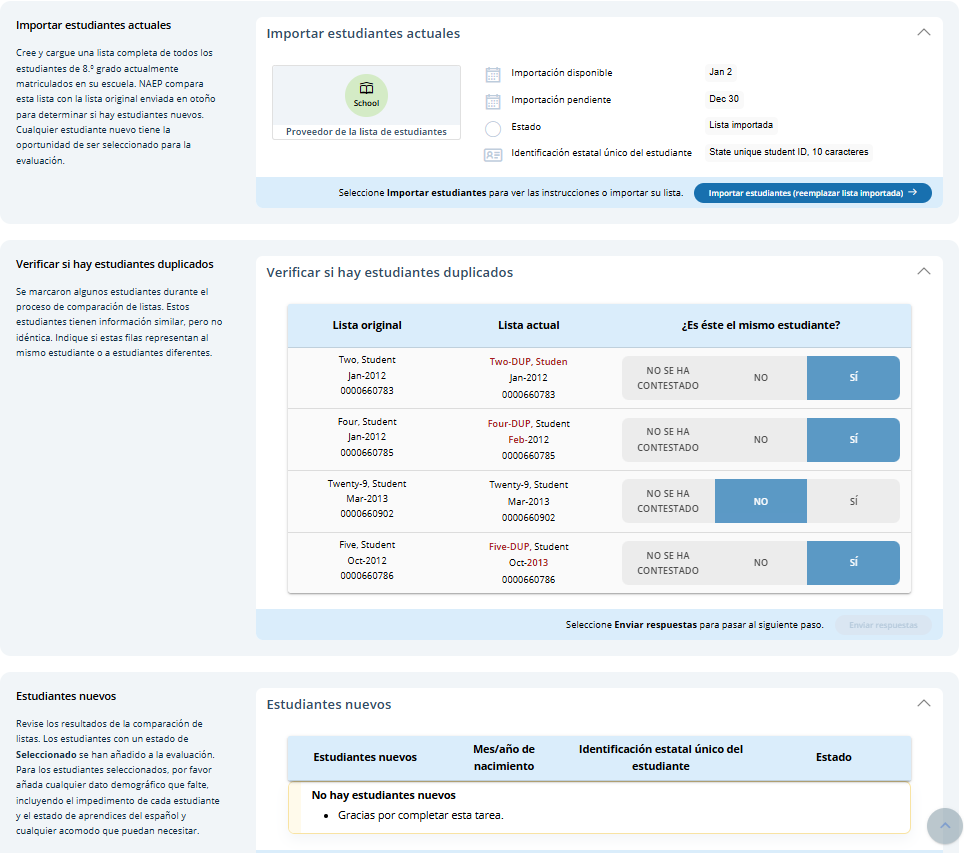 Importar estudiantes actuales
Cree y cargue una lista completa de todos los
estudiantes de 8.º grado actualmente
matriculados en su escuela. NAEP compara
esta lista con la lista original enviada en otoño
para determinar si hay estudiantes nuevos.
Cualquier estudiante nuevo tiene la
oportunidad de ser seleccionado para la
evaluación.
Importar estudiantes actuales
School
Proveedor de la lista de estudiantes
Importación disponible Jan 2
Importación pendiente Dec 30
Estado Lista importada
Identificación estatal único del estudiante State unique student ID, 10 caracteres
Seleccione Importar estudiantes para ver las instrucciones o importar su lista. Importar estudiantes (reemplazar lista importada) →
Verificar si hay estudiantes duplicados
Se marcaron algunos estudiantes durante el
proceso de comparación de listas. Estos
estudiantes tienen información similar, pero no
idéntica. Indique si estas filas representan al
mismo estudiante o a estudiantes diferentes.
Verificar si hay estudiantes duplicados
Lista original Lista actual ¿Es éste el mismo estudiante?
Two, Student Two-DUP, Studen
Jan-2012 Jan-2012
0000660783 0000660783
NO SE HA
CONTESTADO NO SÍ
Four, Student Four-DUP, Student
Jan-2012 Feb-2012
0000660785 0000660785
NO SE HA
CONTESTADO NO SÍ
Twenty-9, Student Twenty-9, Student
Mar-2013 Mar-2013
0000660902 0000660902
NO SE HA
CONTESTADO NO SÍ
Five, Student Five-DUP, Student
Oct-2012 Oct-2013
0000660786 0000660786
NO SE HA
CONTESTADO NO SÍ
Seleccione Enviar respuestas para pasar al siguiente paso. Enviar respuestas
Estudiantes nuevos
Revise los resultados de la comparación de
listas. Los estudiantes con un estado de
Seleccionado se han añadido a la evaluación.
Para los estudiantes seleccionados, por favor
añada cualquier dato demográfico que falte,
incluyendo el impedimento de cada estudiante
y el estado de aprendices del español y
cualquier acomodo que puedan necesitar.
Estudiantes nuevos
Estudiantes nuevos
Mes/año de
nacimiento
Identificación estatal único del
estudiante
Estado
No hay estudiantes nuevos
• Gracias por completar esta tarea.